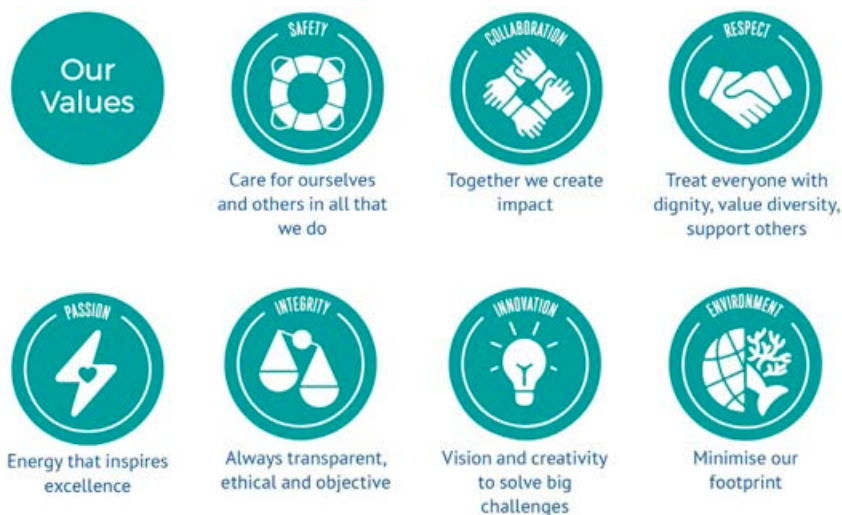 Our
Values
SAFETY
Care for ourselves
and others in all that
we do
COLLABORATION
Together we create
impact
RESPECT
Treat everyone with
dignity, value diversity,
support others
PASSION
Energy that inspires
excellence
INTEGRITY
Always transparent,
ethical and objective
INNOVATION
Vision and creativity
to solve big
challenges
ENVIRONMENT
Minimise our
footprint